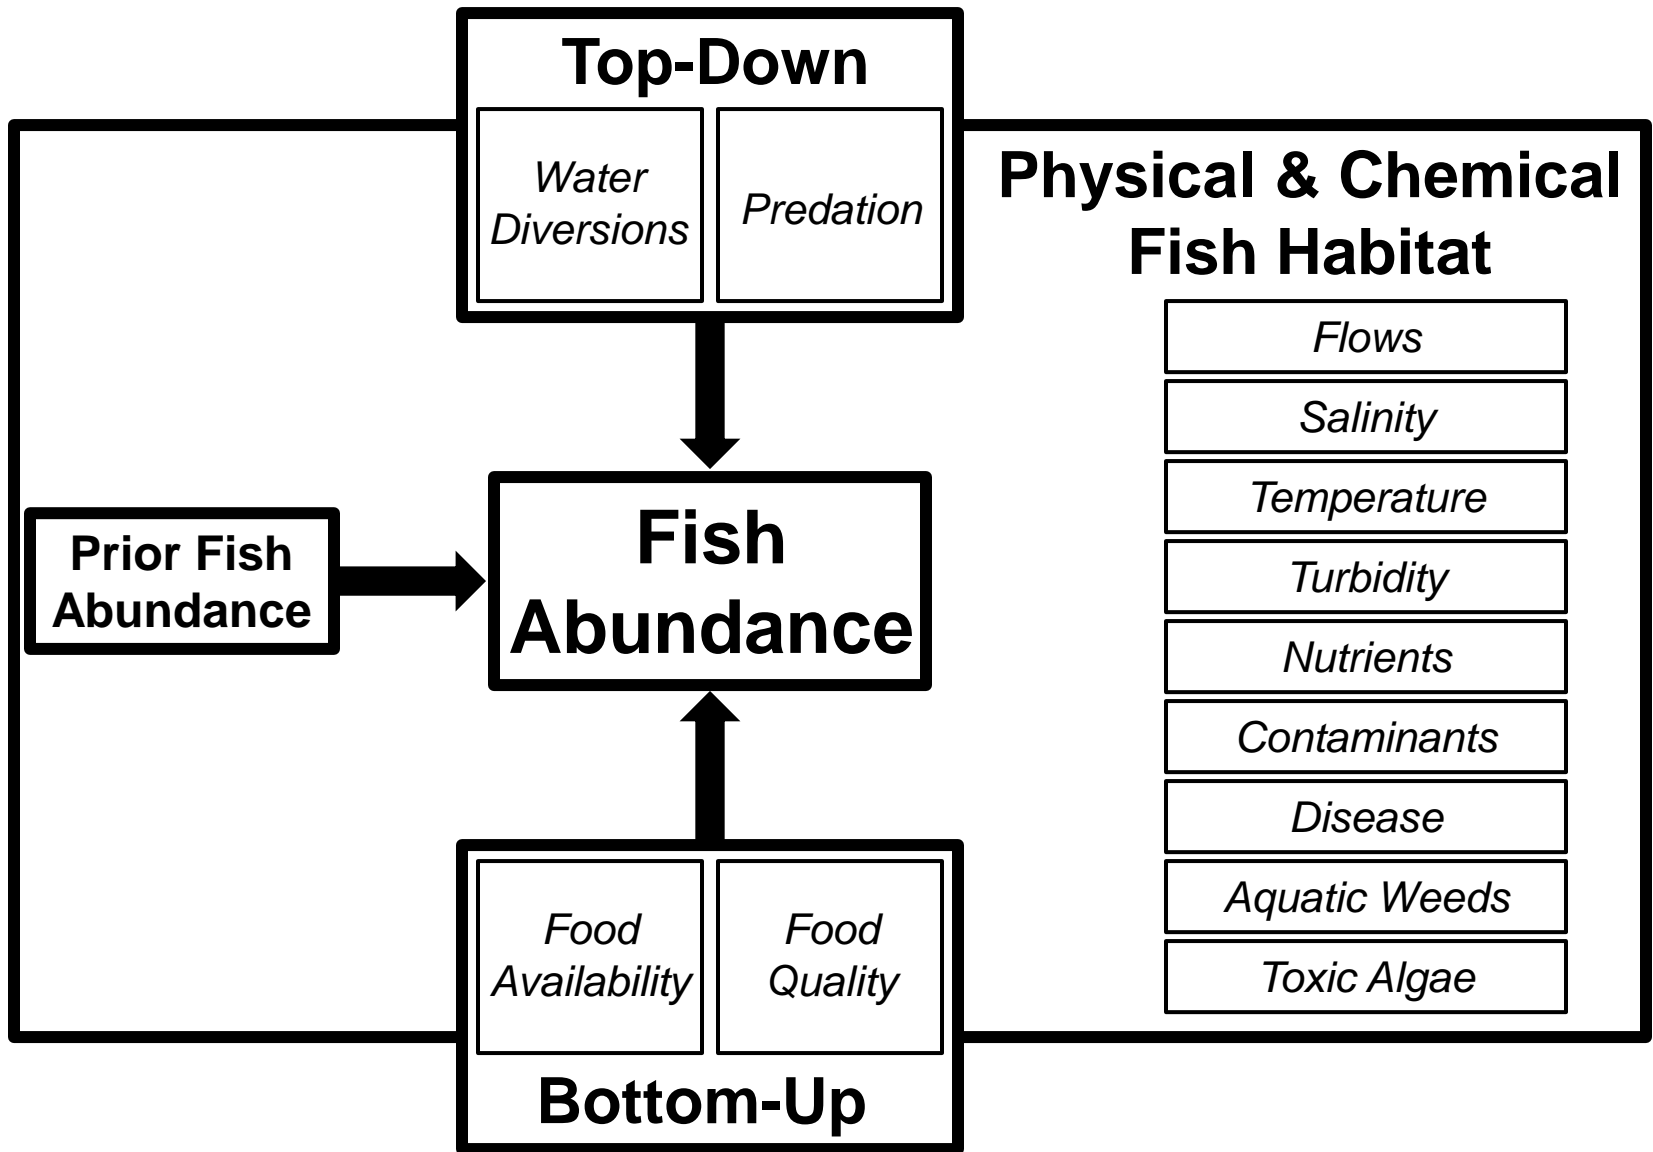 Top-Down
Water
Diversions
Predation
Physical & Chemical
Fish Habitat
Flows
Salinity
Temperature
Turbidity
Nutrients
Contaminants
Disease
Aquatic Weeds
Toxic Algae
Prior Fish
Abundance
Fish
Abundance
Food
Availability
Food
Quality
Bottom-Up